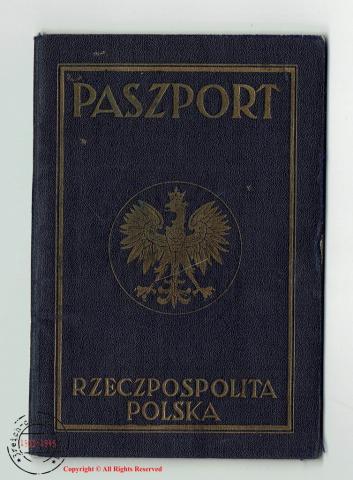 PASZPORT
RZECZPOSPOLITA
POLSKA
Copyright © All Rights Reserved